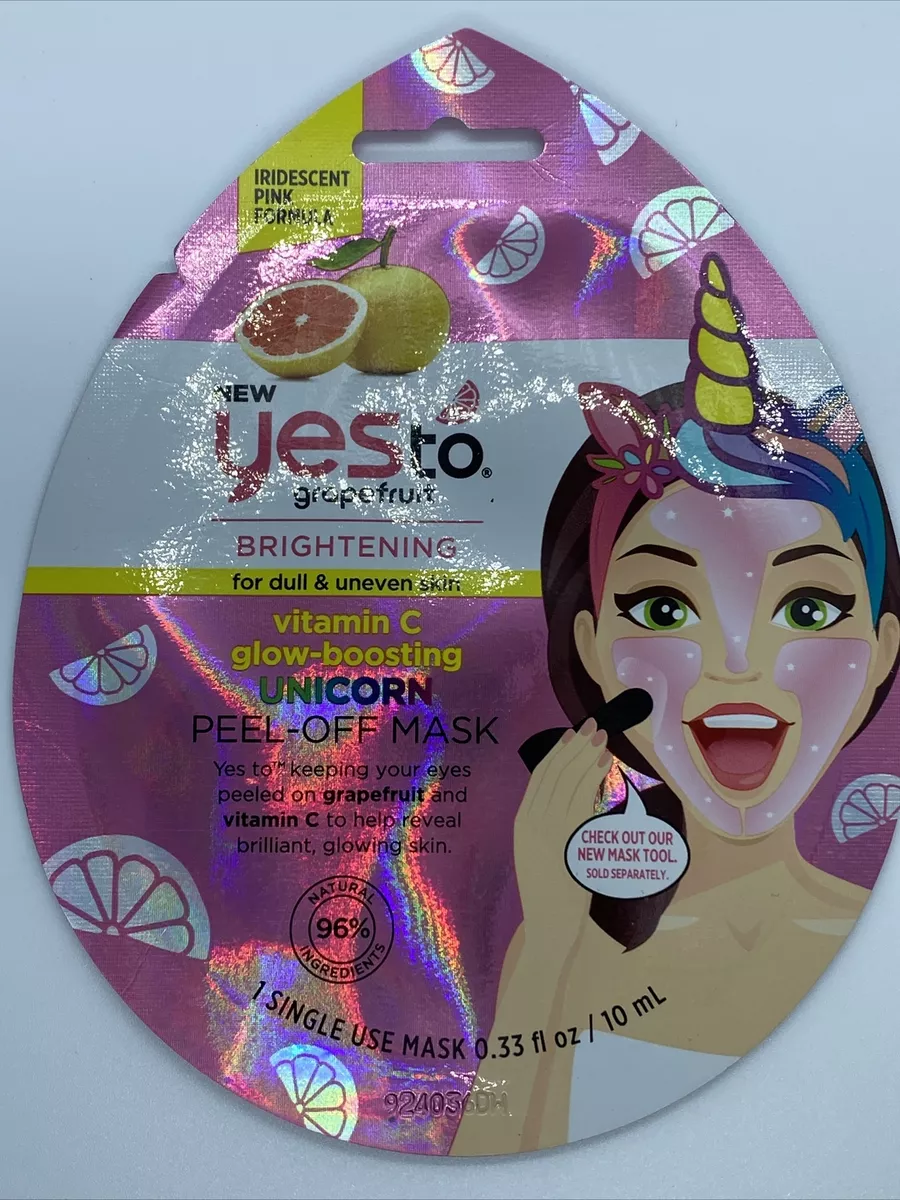 IRIDESCENT
PINK
FORMULA
NEW
yes to®
grapefruit
BRIGHTENING
for dull & uneven skin
vitamin C
glow-boosting
UNICORN
PEEL-OFF MASK
Yes to™ keeping your eyes
peeled on grapefruit and
vitamin C to help reveal
brilliant, glowing skin.
CHECK OUT OUR
NEW MASK TOOL.
SOLD SEPARATELY.
NATURAL
96%
INGREDIENTS
1 SINGLE USE MASK 0.33 fl oz / 10 mL